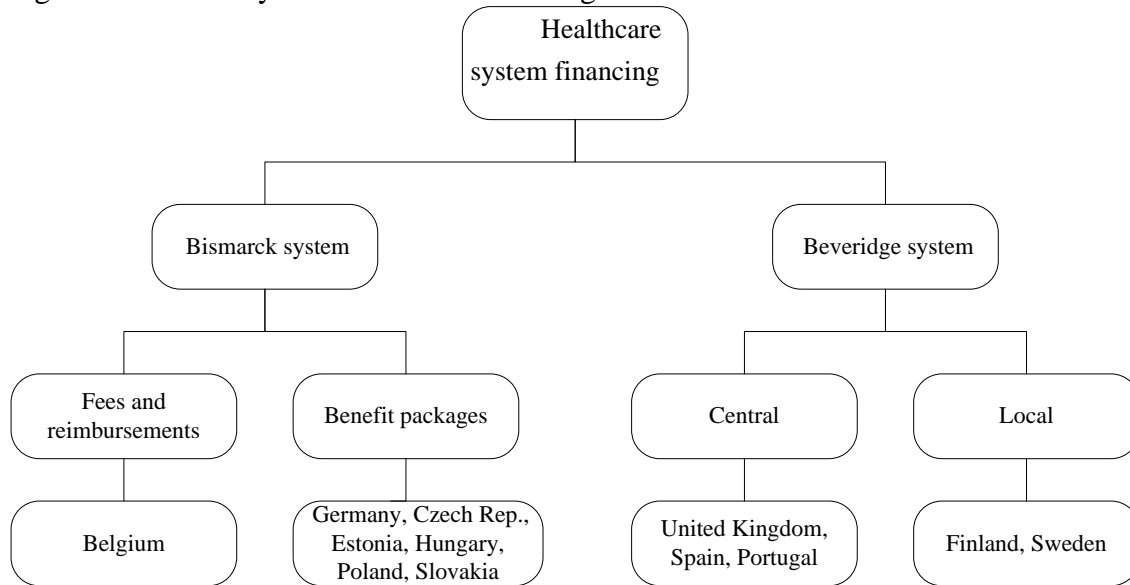 Healthcare
system financing
Bismarck system
Beveridge system
Fees and
reimbursements
Benefit packages
Central
Local
Belgium
Germany, Czech Rep.,
Estonia, Hungary,
Poland, Slovakia
United Kingdom,
Spain, Portugal
Finland, Sweden